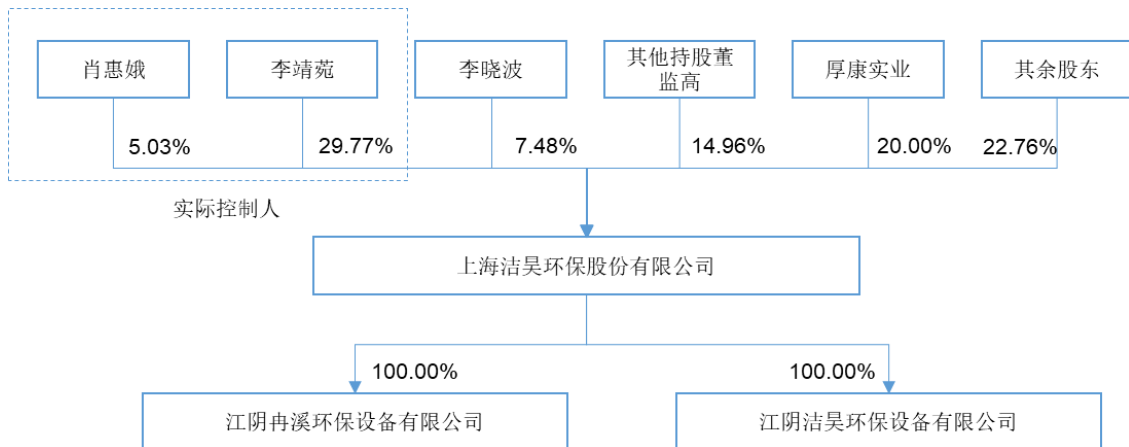 肖惠娥
李靖菀
李晓波
其他持股董
监高
厚康实业
其余股东
5.03%
29.77%
7.48%
14.96%
20.00%
22.76%
实际控制人
上海洁昊环保股份有限公司
100.00%
100.00%
江阴冉溪环保设备有限公司
江阴洁昊环保设备有限公司